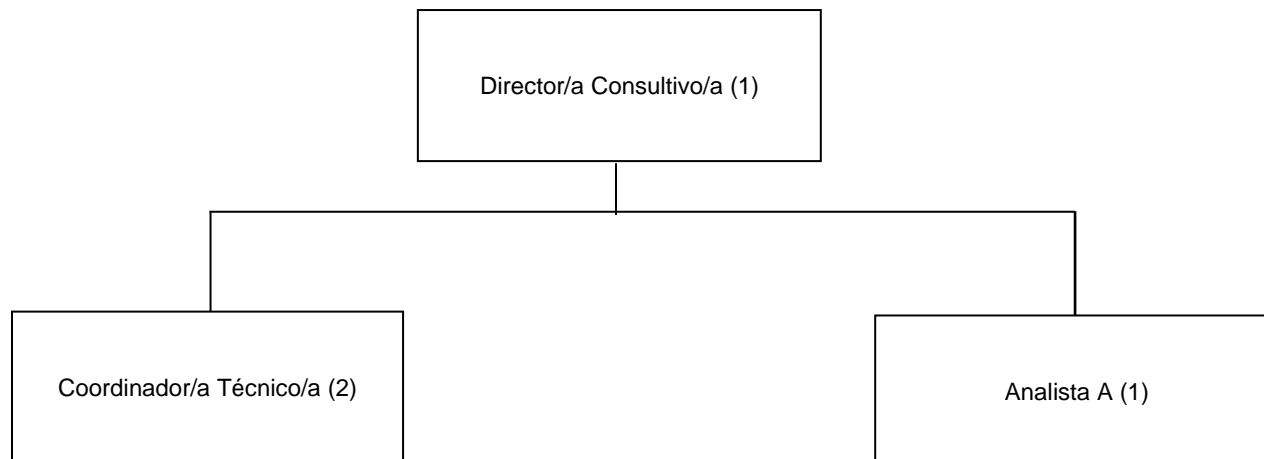 Director/a Consultivo/a (1)
Coordinador/a Técnico/a (2)
Analista A (1)